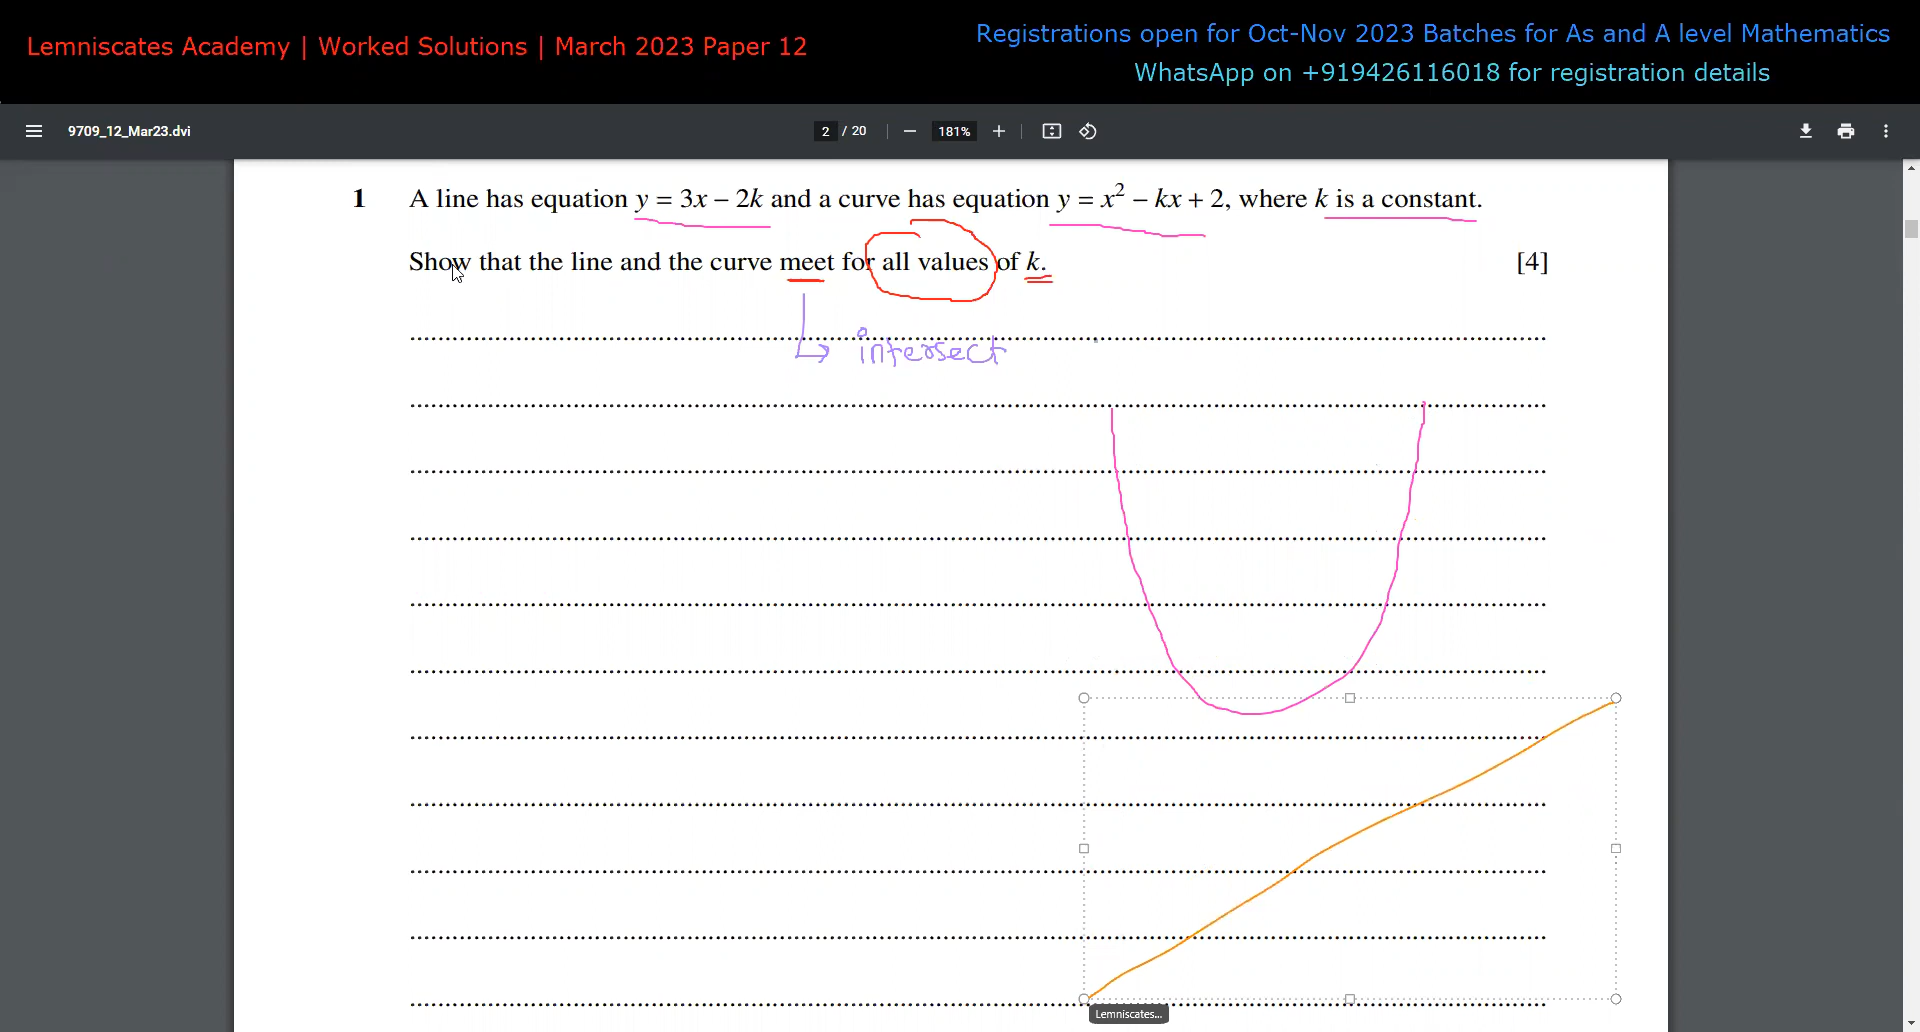 Lemniscates Academy | Worked Solutions | March 2023 Paper 12
Registrations open for Oct-Nov 2023 Batches for As and A level Mathematics
WhatsApp on +919426116018 for registration details
9709_12_Mar23.dvi
2 / 20
181%
1 A line has equation y = 3x − 2k and a curve has equation y = x² − kx + 2, where k is a constant.
Show that the line and the curve meet for all values of k. [4]
intersect
Lemniscates...